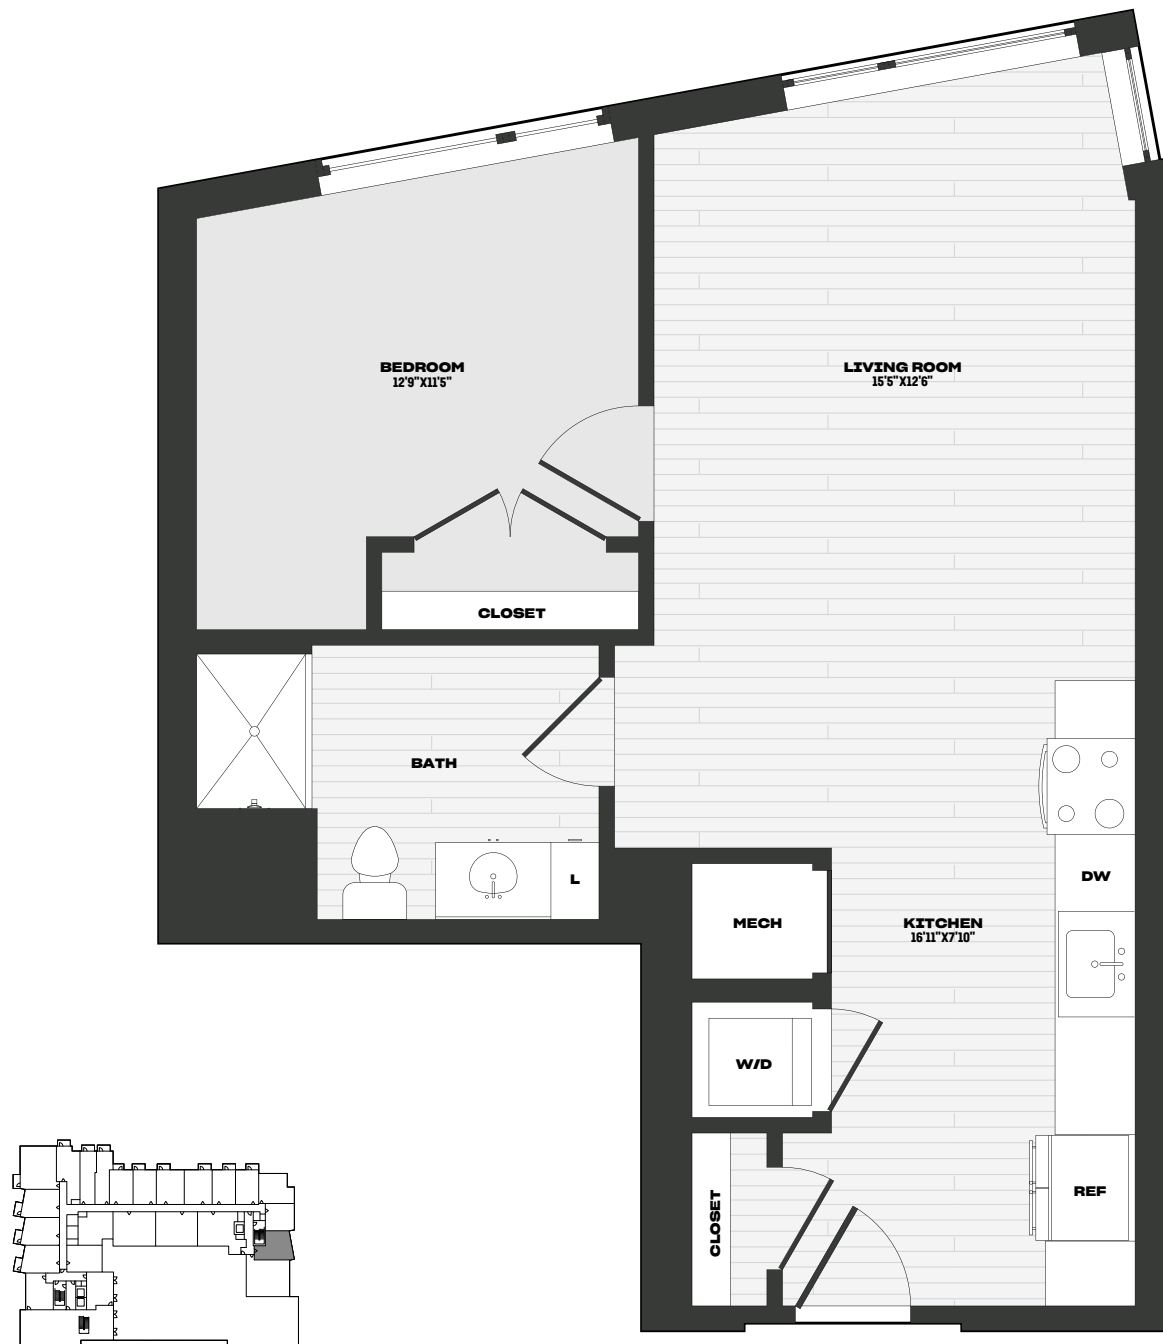 BEDROOM
12'9"X11'5"
LIVING ROOM
15'5"X12'6"
CLOSET
BATH
L
DW
MECH
KITCHEN
16'11"X7'10"
W/D
CLOSET
REF